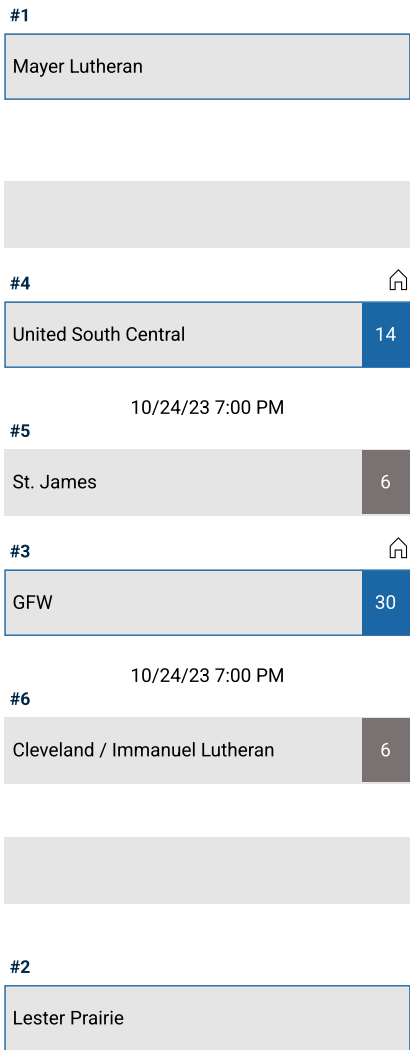 #1
Mayer Lutheran
#4
United South Central 14
10/24/23 7:00 PM
#5
St. James 6
#3
GFW 30
10/24/23 7:00 PM
#6
Cleveland / Immanuel Lutheran 6
#2
Lester Prairie